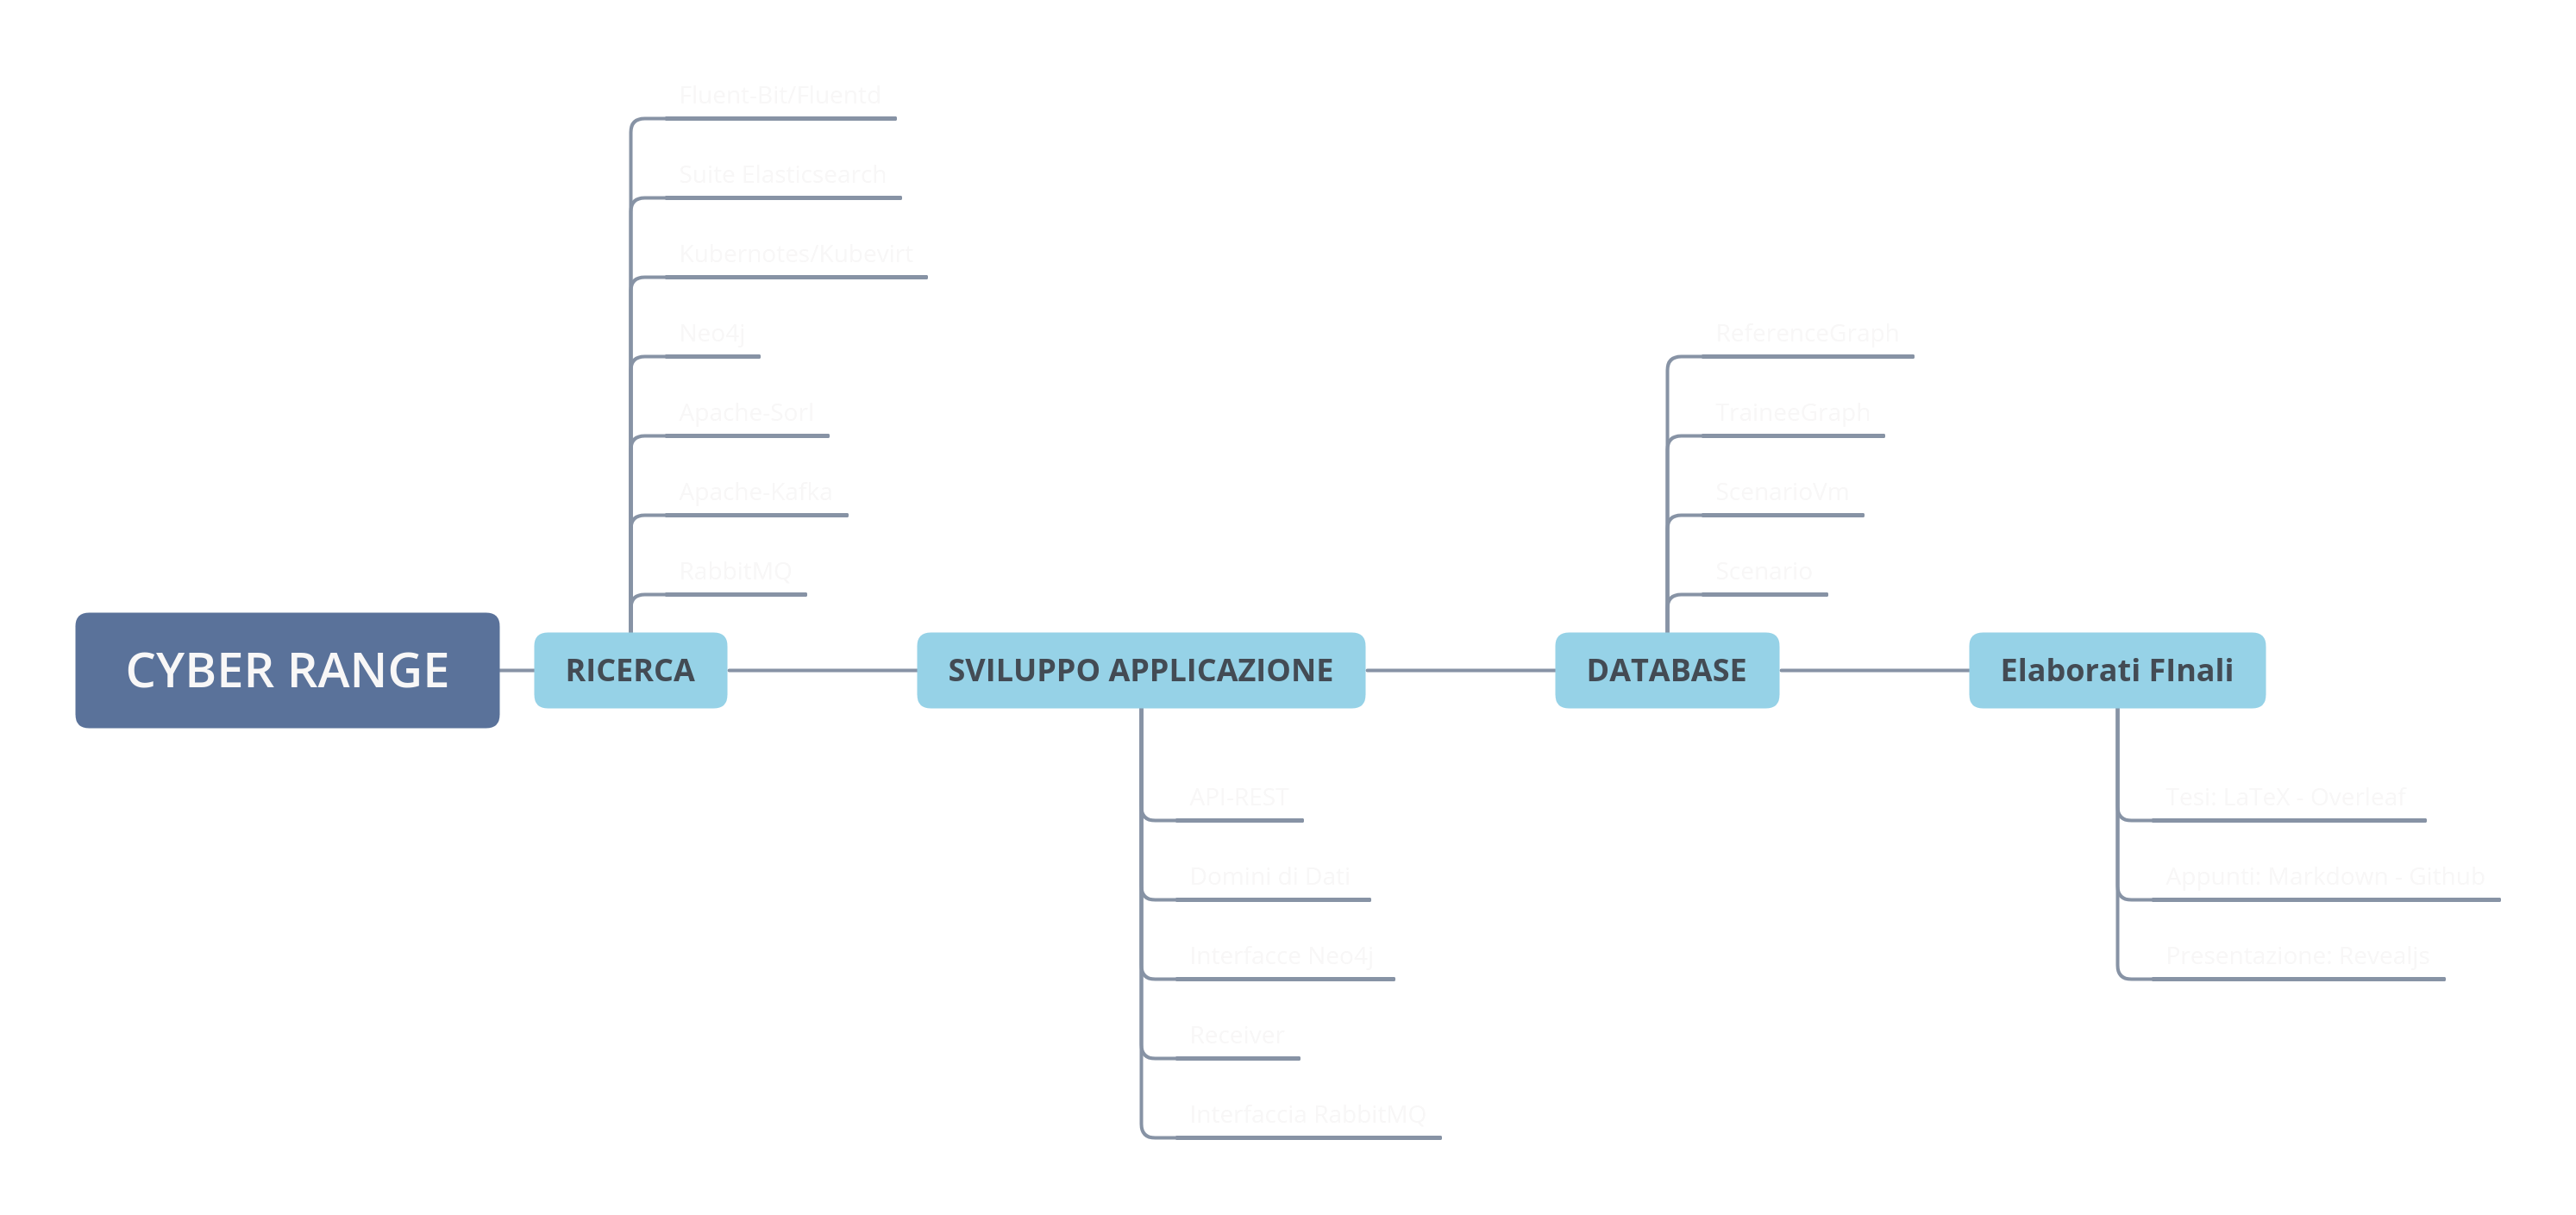 CYBER RANGE
RICERCA
Fluent-Bit/Fluentd
Suite Elasticsearch
Kubernotes/Kubevirt
Neo4j
Apache-Sorl
Apache-Kafka
RabbitMQ
SVILUPPO APPLICAZIONE
API-REST
Domini di Dati
Interfacce Neo4j
Receiver
Interfaccia RabbitMQ
DATABASE
ReferenceGraph
TraineeGraph
ScenarioVm
Scenario
Elaborati FInali
Tesi: LaTeX - Overleaf
Appunti: Markdown - Github
Presentazione: Revealjs